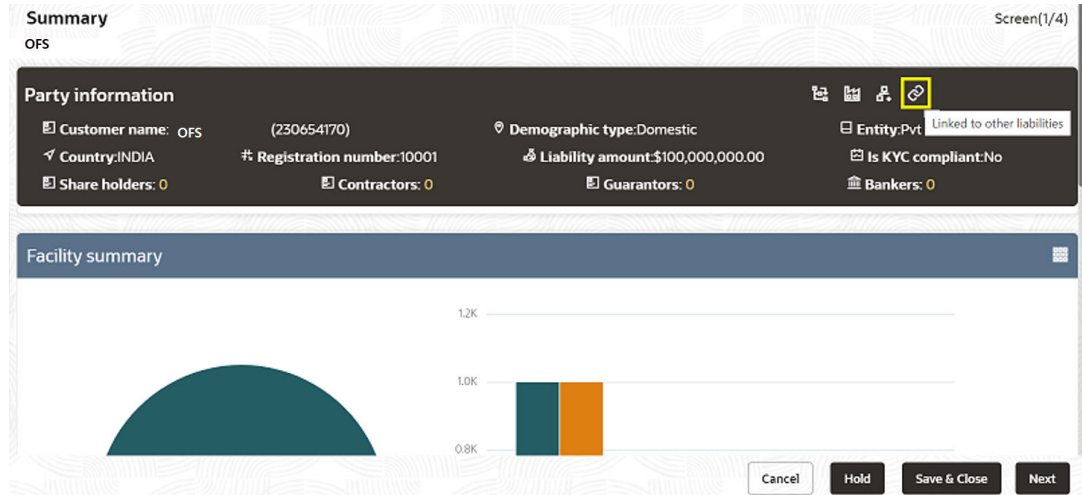 Summary
Screen(1/4)
OFS
Party information
Linked to other liabilities
Customer name: OFS (230654170)
Demographic type:Domestic
Entity:Pvt
Country:INDIA
Registration number:10001
Liability amount:$100,000,000.00
Is KYC compliant:No
Share holders: 0
Contractors: 0
Guarantors: 0
Bankers: 0
Facility summary
1.2K
1.0K
0.8K
Cancel
Hold
Save & Close
Next